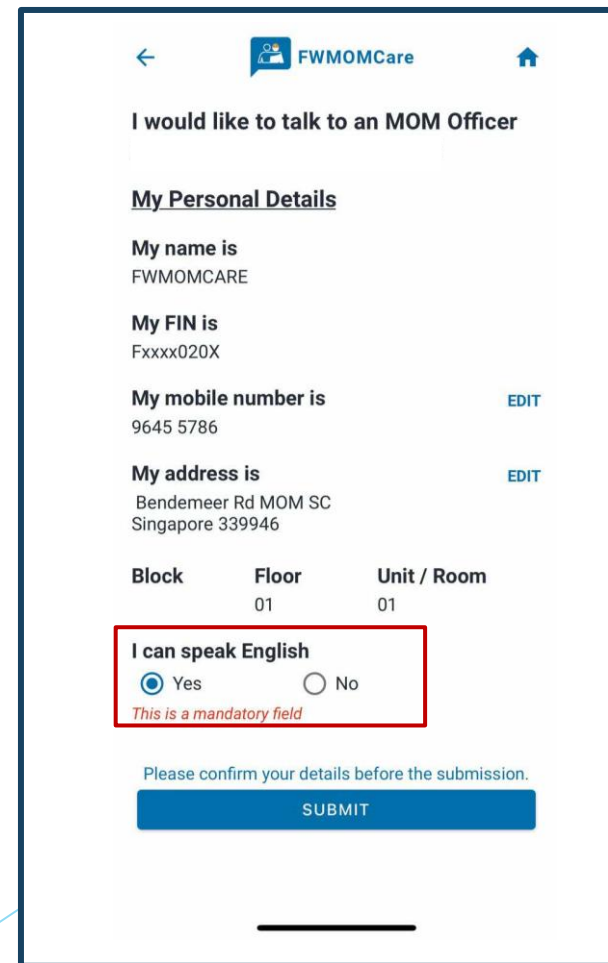 FWMOMCare
I would like to talk to an MOM Officer
My Personal Details
My name is
FWMOMCARE
My FIN is
Fxxxx020X
My mobile number is EDIT
9645 5786
My address is EDIT
Bendemeer Rd MOM SC
Singapore 339946
Block Floor Unit / Room
01 01
I can speak English
Yes No
This is a mandatory field
Please confirm your details before the submission.
SUBMIT